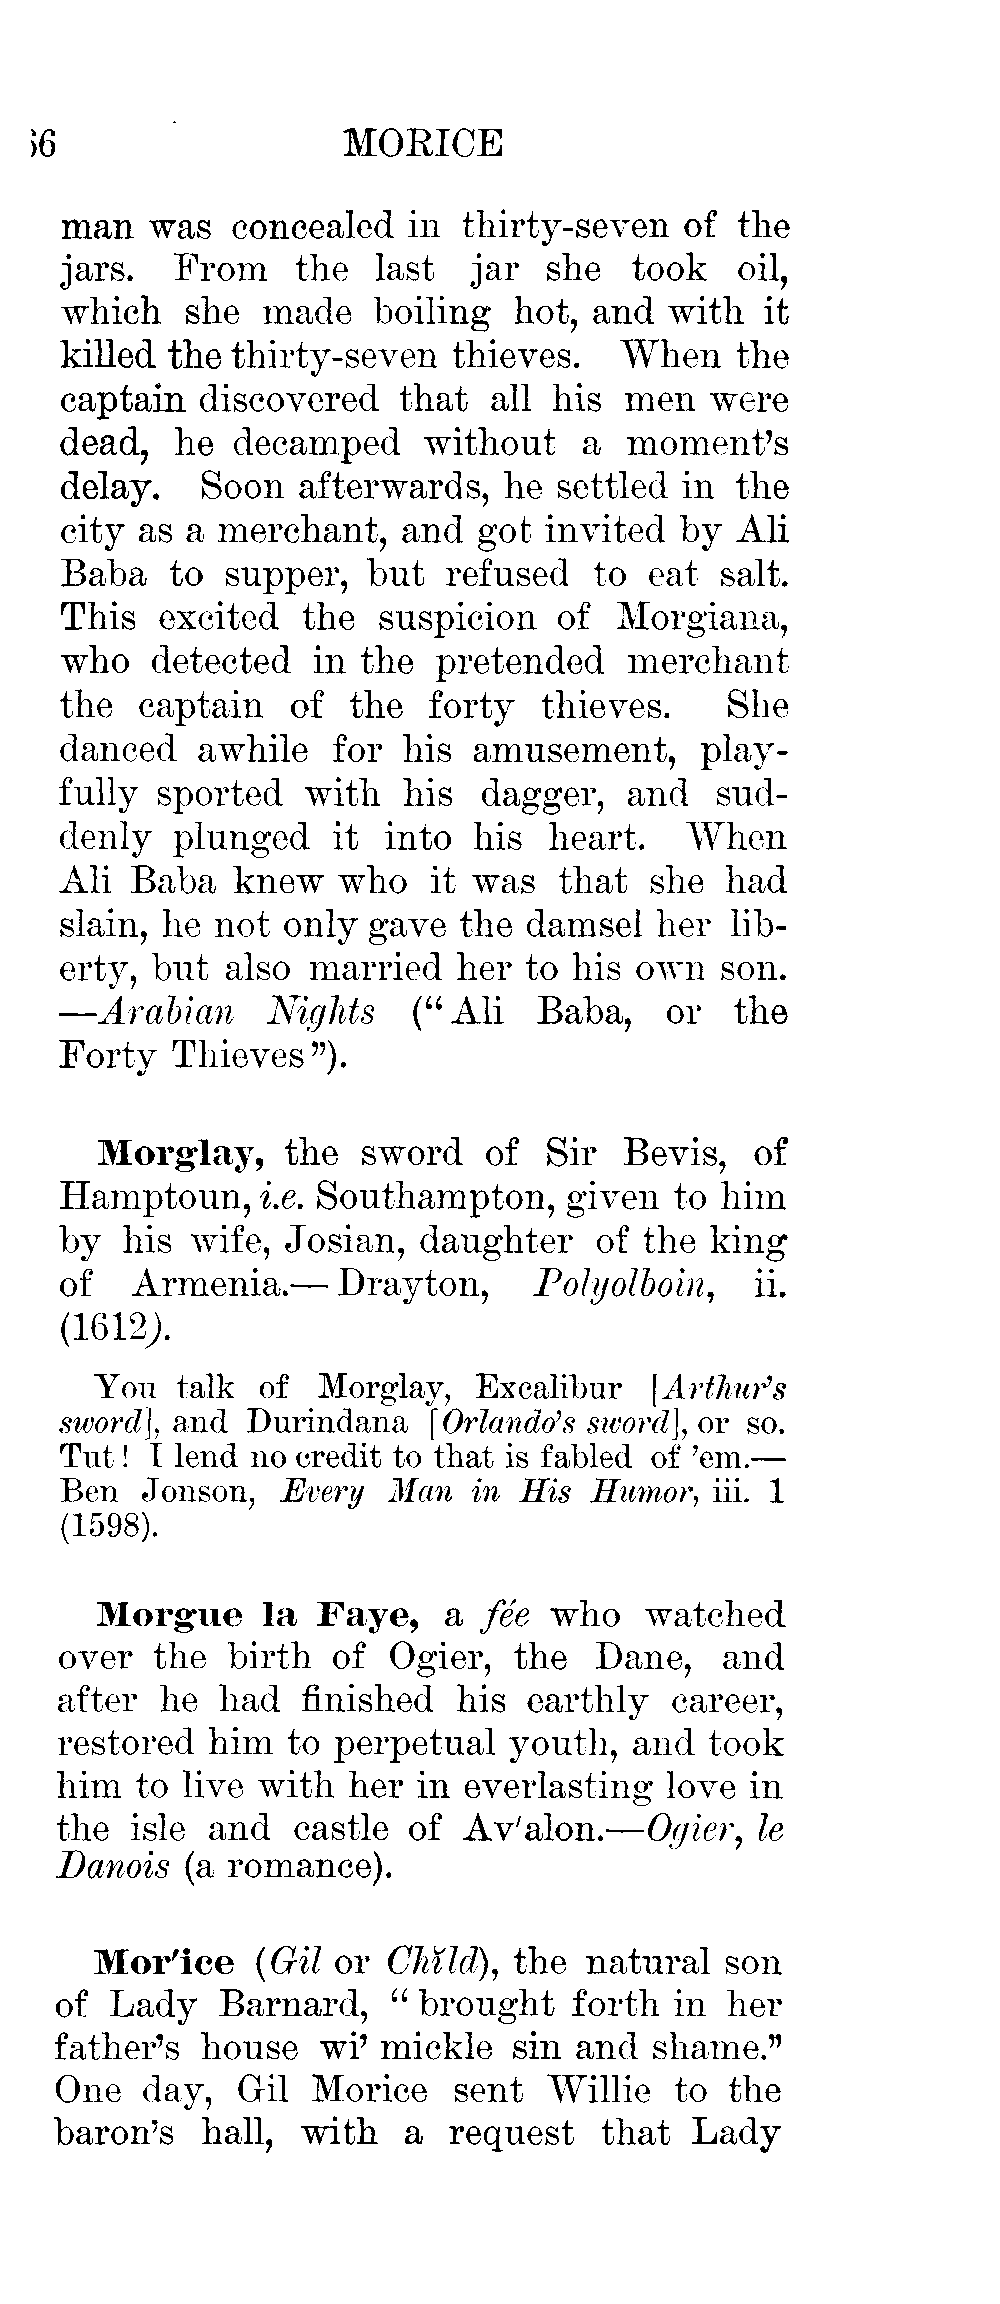 66 MORICE
man was concealed in thirty-seven of the
jars. From the last jar she took oil,
which she made boiling hot, and with it
killed the thirty-seven thieves. When the
captain discovered that all his men were
dead, he decamped without a moment's
delay. Soon afterwards, he settled in the
city as a merchant, and got invited by Ali
Baba to supper, but refused to eat salt.
This excited the suspicion of Morgiana,
who detected in the pretended merchant
the captain of the forty thieves. She
danced awhile for his amusement, play-
fully sported with his dagger, and sud-
denly plunged it into his heart. When
Ali Baba knew who it was that she had
slain, he not only gave the damsel her lib-
erty, but also married her to his own son.
—Arabian Nights ("Ali Baba, or the
Forty Thieves").
Morglay, the sword of Sir Bevis, of
Hamptoun, i.e. Southampton, given to him
by his wife, Josian, daughter of the king
of Armenia.—Drayton, Polyolboin, ii.
(1612).
You talk of Morglay, Excalibur [Arthur's
sword], and Durindana [Orlando's sword], or so.
Tut! I lend no credit to that is fabled of 'em.—
Ben Jonson, Every Man in His Humor, iii. 1
(1598).
Morgue la Faye, a fée who watched
over the birth of Ogier, the Dane, and
after he had finished his earthly career,
restored him to perpetual youth, and took
him to live with her in everlasting love in
the isle and castle of Av'alon.—Ogier, le
Danois (a romance).
Mor'ice (Gil or Chĭld), the natural son
of Lady Barnard, "brought forth in her
father's house wi' mickle sin and shame."
One day, Gil Morice sent Willie to the
baron's hall, with a request that Lady